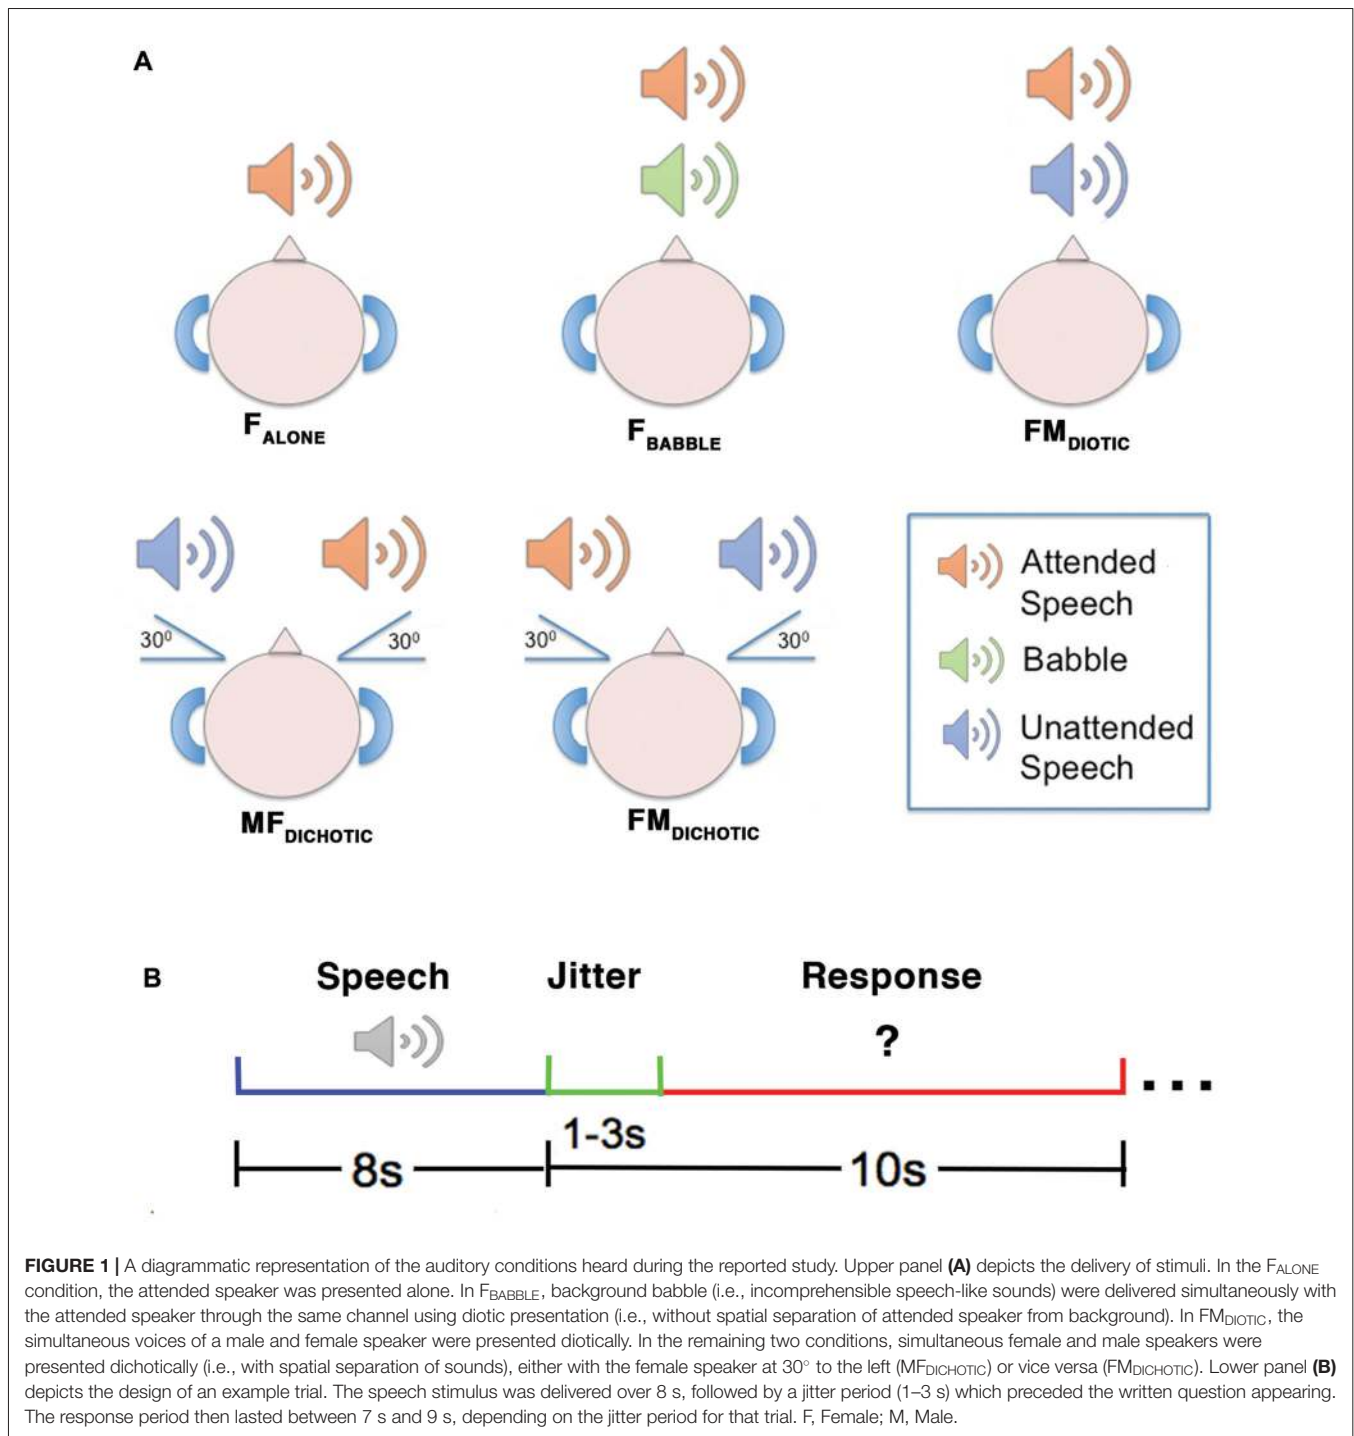 A
F ALONE
F BABBLE
FM DIOTIC
30⁰
30⁰
30⁰
30⁰
MF DICHOTIC
FM DICHOTIC
Attended
Speech
Babble
Unattended
Speech
B
Speech
Jitter
Response
?
...
1-3s
8s
10s
FIGURE 1 | A diagrammatic representation of the auditory conditions heard during the reported study. Upper panel (A) depicts the delivery of stimuli. In the FALONE
condition, the attended speaker was presented alone. In FBABBLE, background babble (i.e., incomprehensible speech-like sounds) were delivered simultaneously with
the attended speaker through the same channel using diotic presentation (i.e., without spatial separation of attended speaker from background). In FMDIOTIC, the
simultaneous voices of a male and female speaker were presented diotically. In the remaining two conditions, simultaneous female and male speakers were
presented dichotically (i.e., with spatial separation of sounds), either with the female speaker at 30° to the left (MFDICHOTIC) or vice versa (FMDICHOTIC). Lower panel (B)
depicts the design of an example trial. The speech stimulus was delivered over 8 s, followed by a jitter period (1–3 s) which preceded the written question appearing.
The response period then lasted between 7 s and 9 s, depending on the jitter period for that trial. F, Female; M, Male.